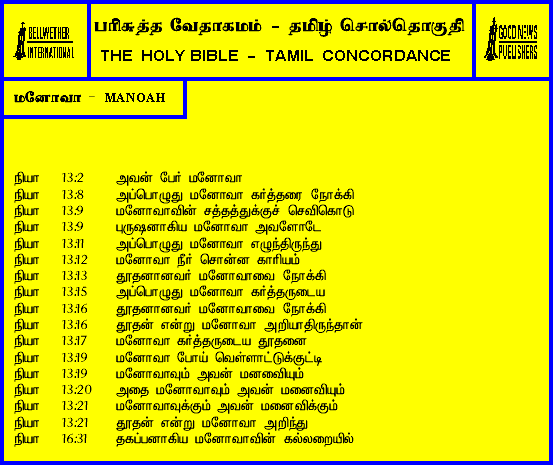 BELLWETHER
INTERNATIONAL
பரிசுத்த வேதாகமம் - தமிழ் சொல்தொகுதி
THE HOLY BIBLE - TAMIL CONCORDANCE
GOOD NEWS
PUBLISHERS
மனோவா - MANOAH
நியா 13:2 அவன் பேர் மனோவா
நியா 13:8 அப்பொழுது மனோவா கர்த்தரை நோக்கி
நியா 13:9 மனோவாவின் சத்தத்துக்குச் செவிகொடு
நியா 13:9 புருஷனாகிய மனோவா அவளோடே
நியா 13:11 அப்பொழுது மனோவா எழுந்திருந்து
நியா 13:12 மனோவா நீர் சொன்ன காரியம்
நியா 13:13 தூதனானவர் மனோவாவை நோக்கி
நியா 13:15 அப்பொழுது மனோவா கர்த்தருடைய
நியா 13:16 தூதனானவர் மனோவாவை நோக்கி
நியா 13:16 தூதன் என்று மனோவா அறியாதிருந்தான்
நியா 13:17 மனோவா கர்த்தருடைய தூதனை
நியா 13:19 மனோவா போய் வெள்ளாட்டுக்குட்டி
நியா 13:19 மனோவாவும் அவன் மனவையிும்
நியா 13:20 அதை மனோவாவும் அவன் மனைவியும்
நியா 13:21 மனோவாவுக்கும் அவன் மனைவிக்கும்
நியா 13:21 தூதன் என்று மனோவா அறிந்து
நியா 16:31 தகப்பனாகிய மனோவாவின் கல்லறையில்